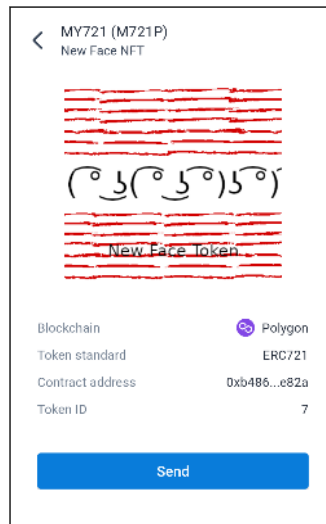 MY721 (M721P)
New Face NFT
( ͡° ͜ʖ( ͡° ͜ʖ ͡°)ʖ ͡°)
New Face Token
Blockchain Polygon
Token standard ERC721
Contract address 0xb486...e82a
Token ID 7
Send